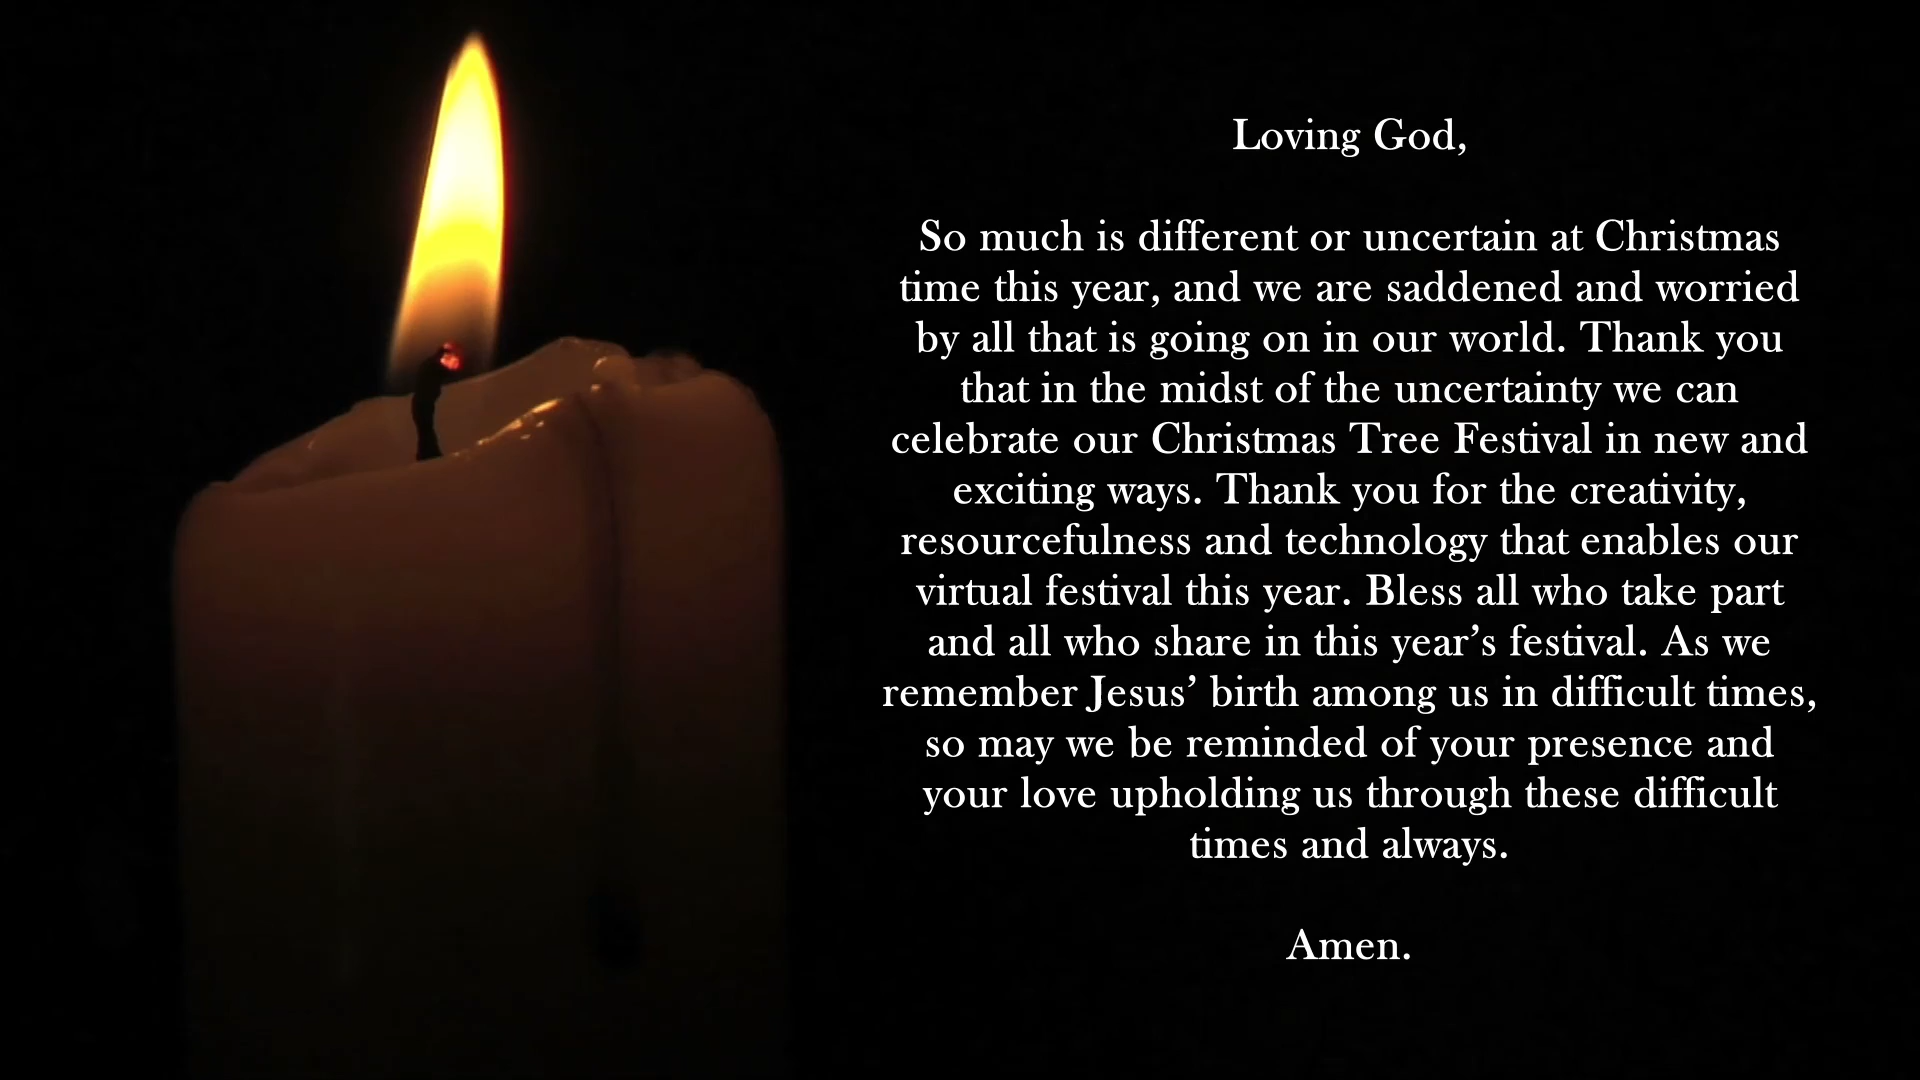 Loving God,
So much is different or uncertain at Christmas
time this year, and we are saddened and worried
by all that is going on in our world. Thank you
that in the midst of the uncertainty we can
celebrate our Christmas Tree Festival in new and
exciting ways. Thank you for the creativity,
resourcefulness and technology that enables our
virtual festival this year. Bless all who take part
and all who share in this year’s festival. As we
remember Jesus’ birth among us in difficult times,
so may we be reminded of your presence and
your love upholding us through these difficult
times and always.
Amen.